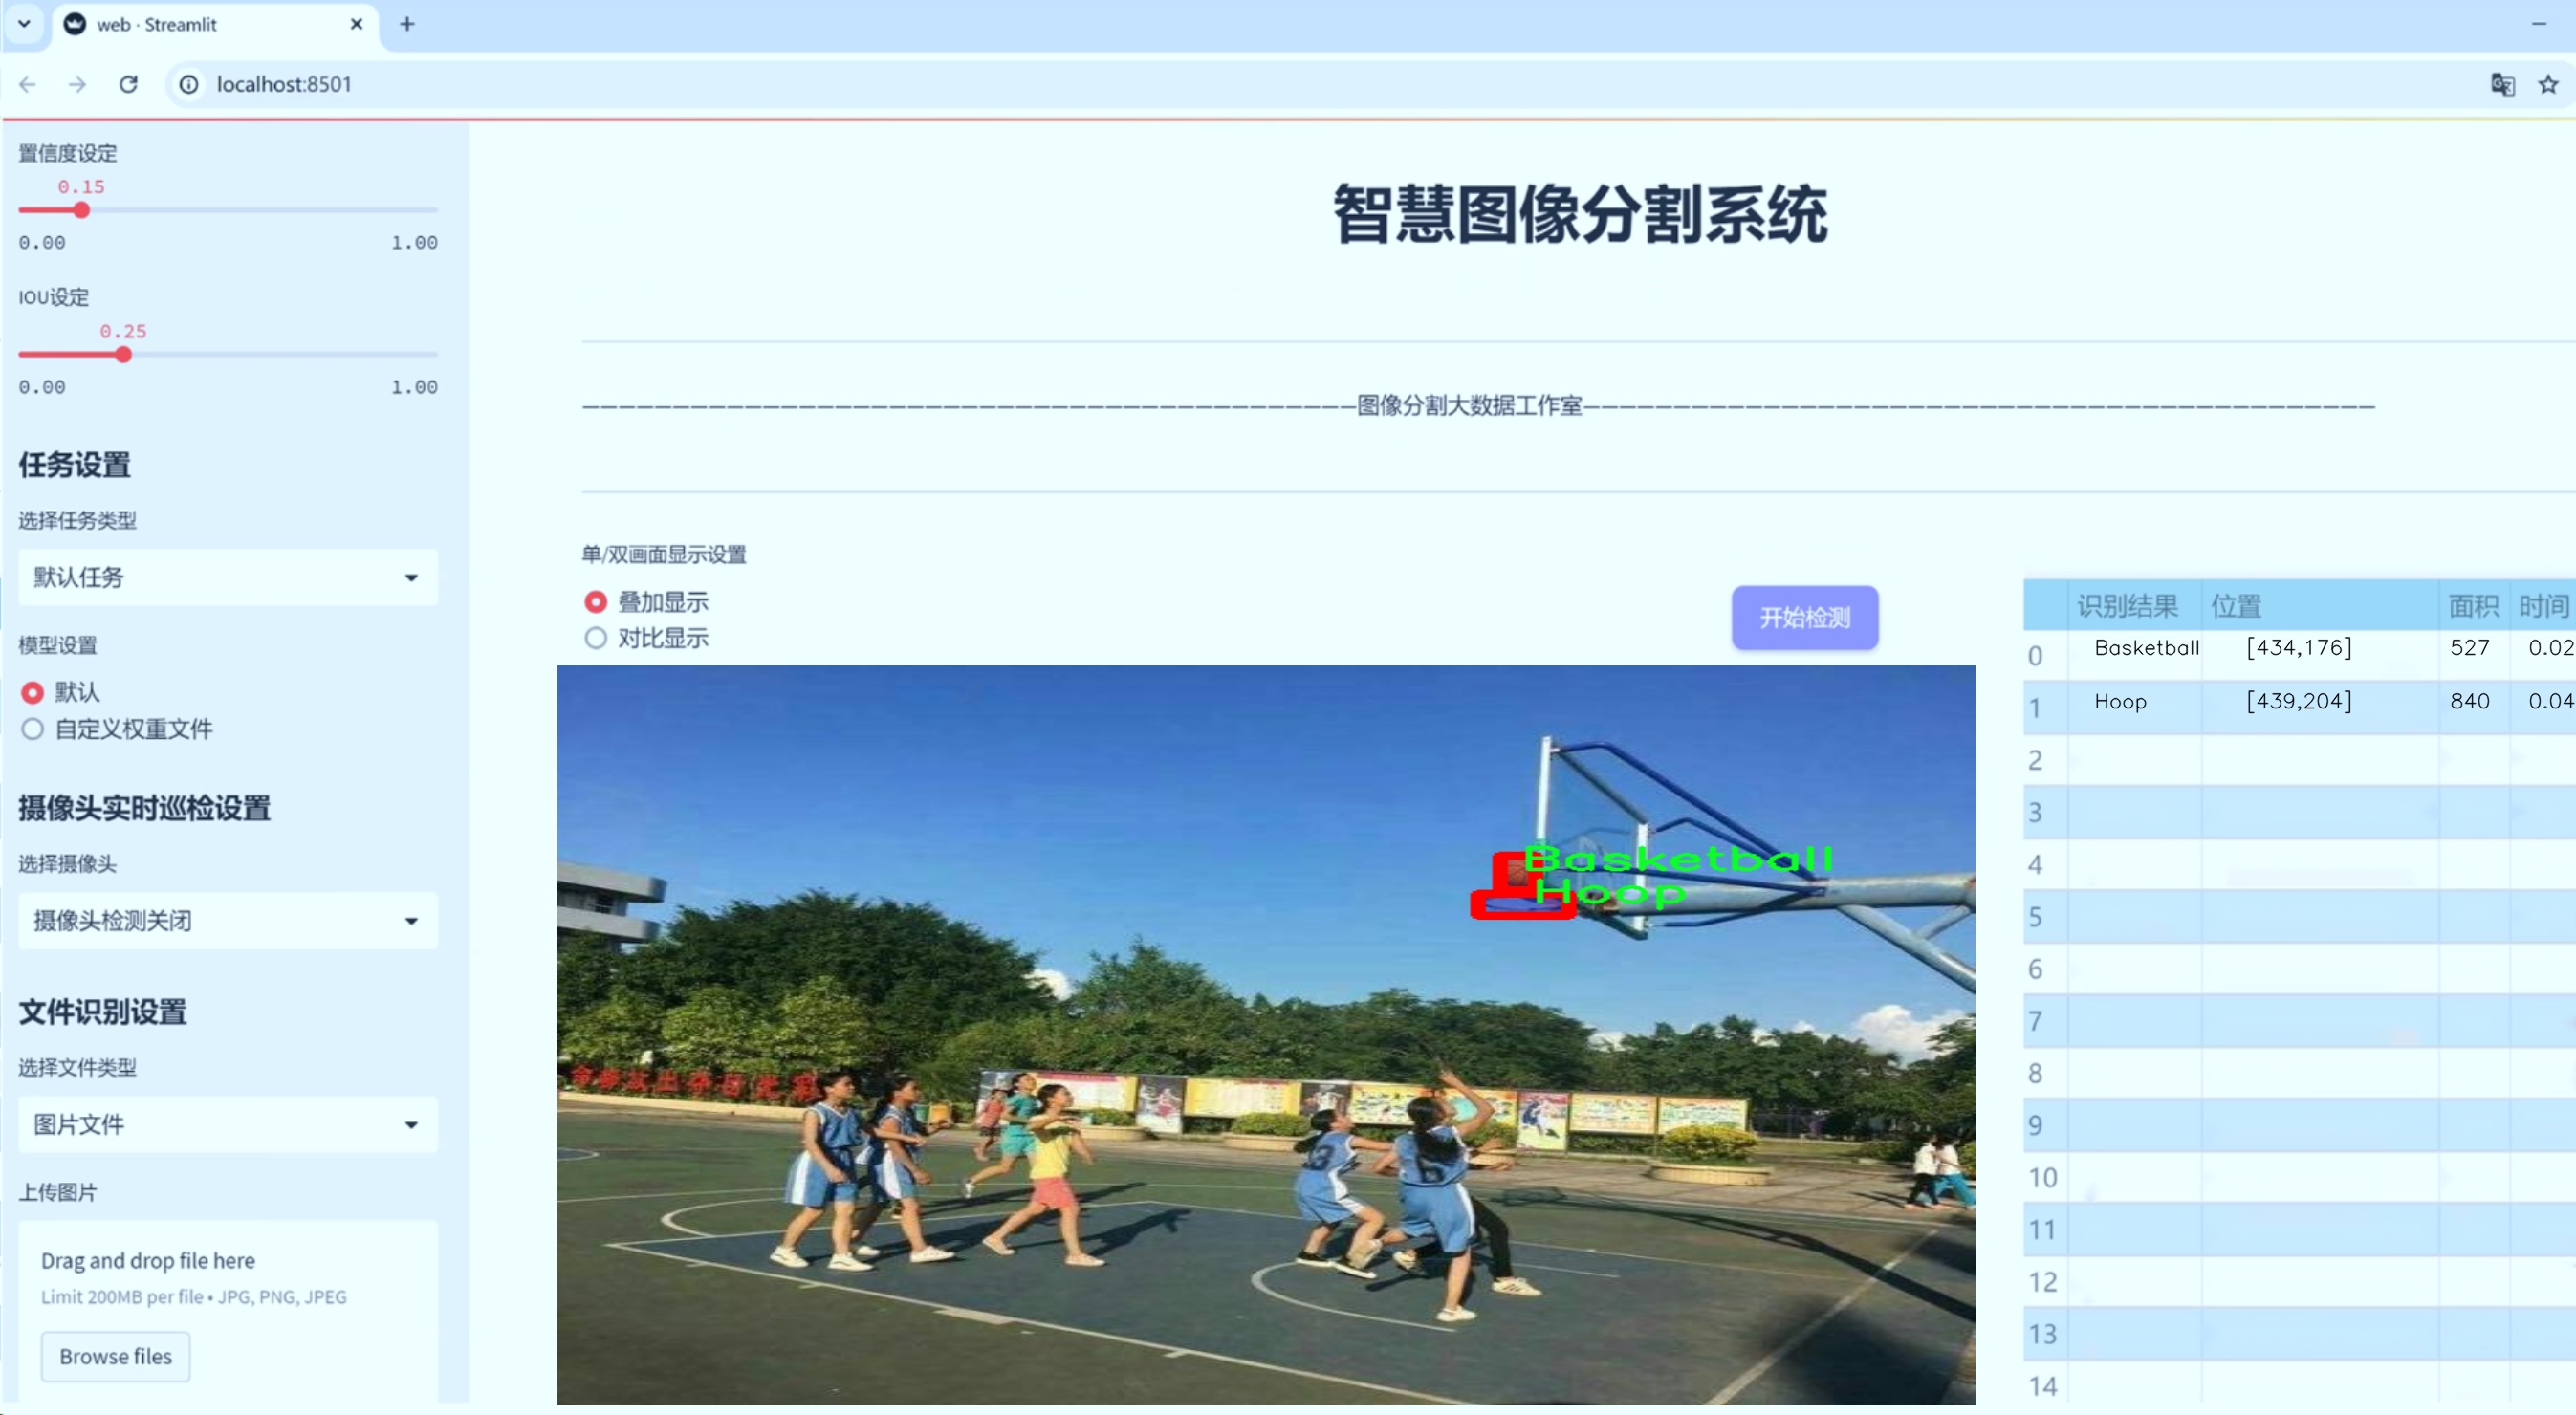 web · Streamlit
localhost:8501
置信度设定
0.15
0.00 1.00
IOU设定
0.25
0.00 1.00
任务设置
选择任务类型
默认任务
模型设置
默认
自定义权重文件
摄像头实时巡检设置
选择摄像头
摄像头检测关闭
文件识别设置
选择文件类型
图片文件
上传图片
Drag and drop file here
Limit 200MB per file • JPG, PNG, JPEG
Browse files
智慧图像分割系统
———————————————————————————————————————————图像分割大数据工作室————————————————————————————————————————————
单/双画面显示设置
叠加显示
对比显示
开始检测
Basketball
Hoop
6
识别结果 位置 面积 时间
0 Basketball [434,176] 527 0.02
1 Hoop [439,204] 840 0.04
2
3
4
5
6
7
8
9
10
11
12
13
14